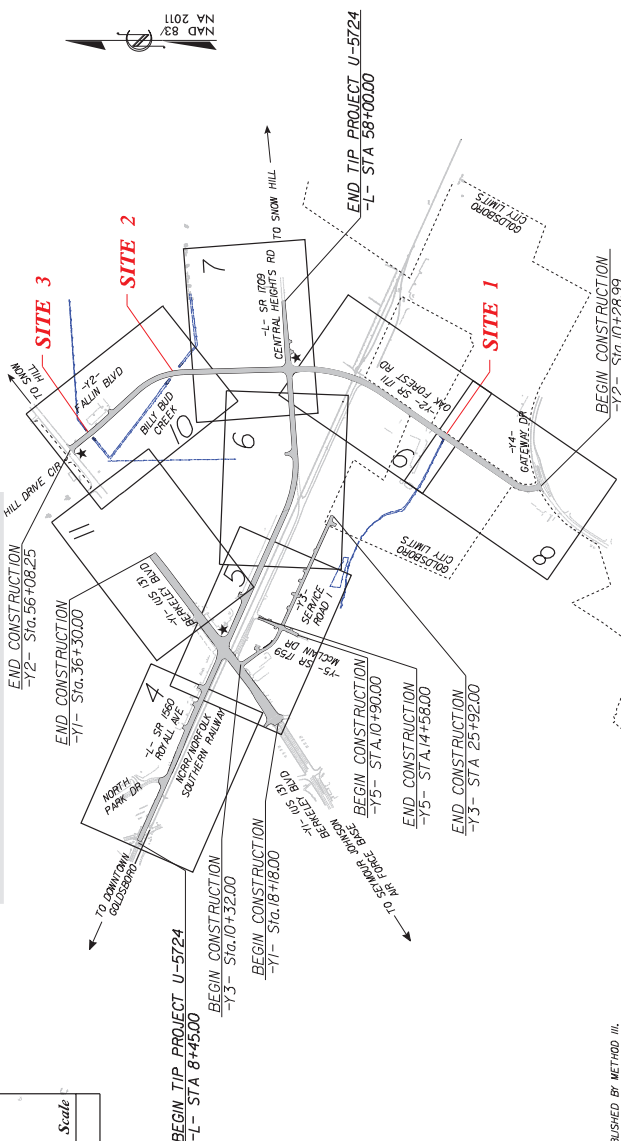 NAD 83/
NA 2011
TO SNOW
HILL
SITE 3
-Y2-
FALLIN BLVD
HILL DRIVE CIR
SITE 2
BILLY BUD
CREEK
10
7
-L- SR 1709
CENTRAL HEIGHTS RD
TO SNOW HILL
END TIP PROJECT U-5724
-L- STA 58+00.00
END CONSTRUCTION
-Y2- Sta.56+08.25
END CONSTRUCTION
-Y1- Sta.36+30.00
11
-Y1- (US 13)
BERKELEY BLVD
6
5
4
-L- SR 1560
ROYALL AVE
NORTH
PARK DR
NCRR/NORFOLK
SOUTHERN RAILWAY
TO DOWNTOWN
GOLDSBORO
-Y3-
SERVICE
ROAD 1
-Y5- SR 1759
MCCLAIN DR
-Y1- (US 13)
BERKELEY BLVD
TO SEYMOUR JOHNSON
AIR FORCE BASE
GOLDSBORO
CITY LIMITS
GOLDSBORO
CITY LIMITS
9
-Y2-
SR 1711
OAK FOREST RD
SITE 1
-Y4-
GATEWAY DR
8
BEGIN CONSTRUCTION
-Y2- Sta.10+28.99
BEGIN CONSTRUCTION
-Y5- STA.10+90.00
END CONSTRUCTION
-Y5- STA.14+58.00
END CONSTRUCTION
-Y3- STA 25+92.00
BEGIN TIP PROJECT U-5724
-L- STA 8+45.00
BEGIN CONSTRUCTION
-Y3- Sta.10+32.00
BEGIN CONSTRUCTION
-Y1- Sta.18+18.00
Scale
BY METHOD III.